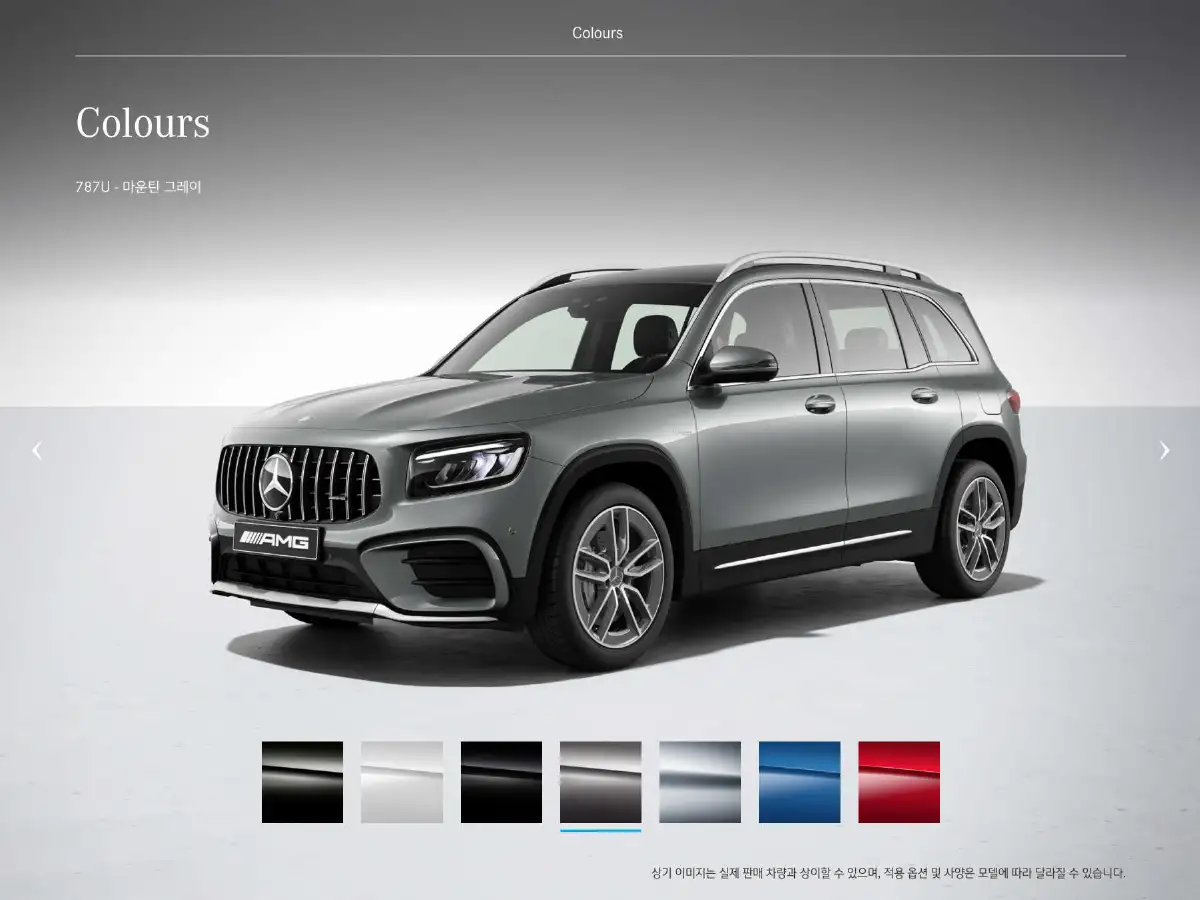 Colours
Colours
787U - 마운틴 그레이
AMG
상기 이미지는 실제 판매 차량과 상이할 수 있으며, 적용 옵션 및 사양은 모델에 따라 달라질 수 있습니다.